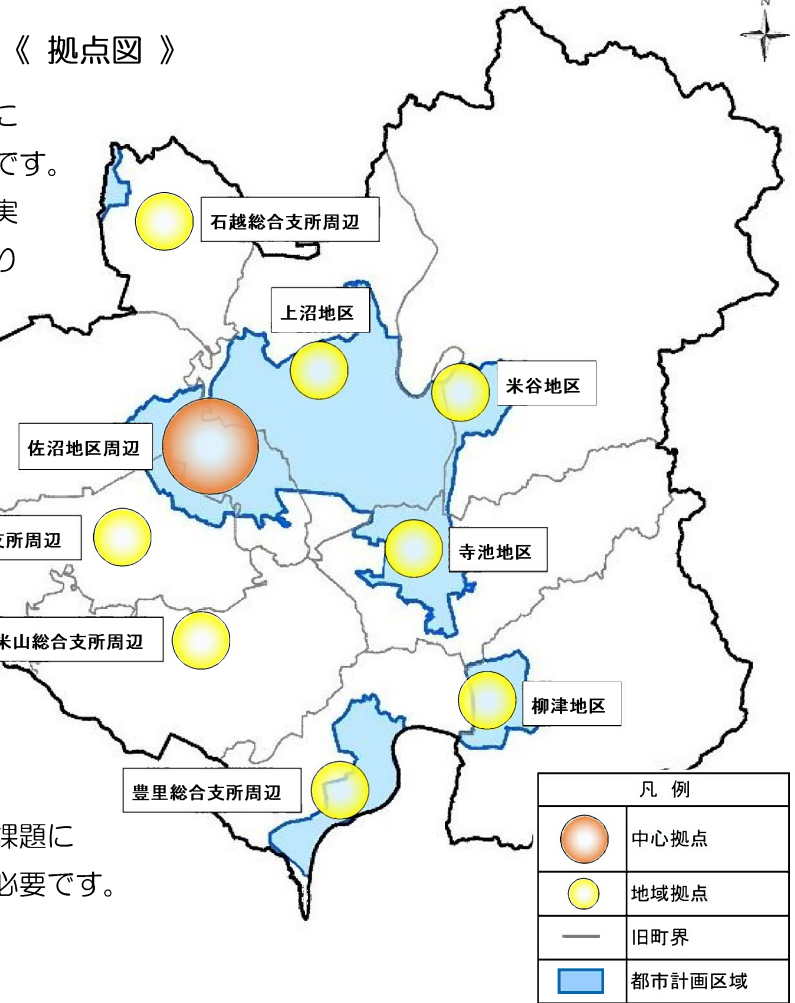 《 拠点図 》
に
です。
実
り
石越総合支所周辺
上沼地区
米谷地区
佐沼地区周辺
支所周辺
寺池地区
米山総合支所周辺
柳津地区
豊里総合支所周辺
課題に
必要です。
凡 例
中心拠点
地域拠点
旧町界
都市計画区域